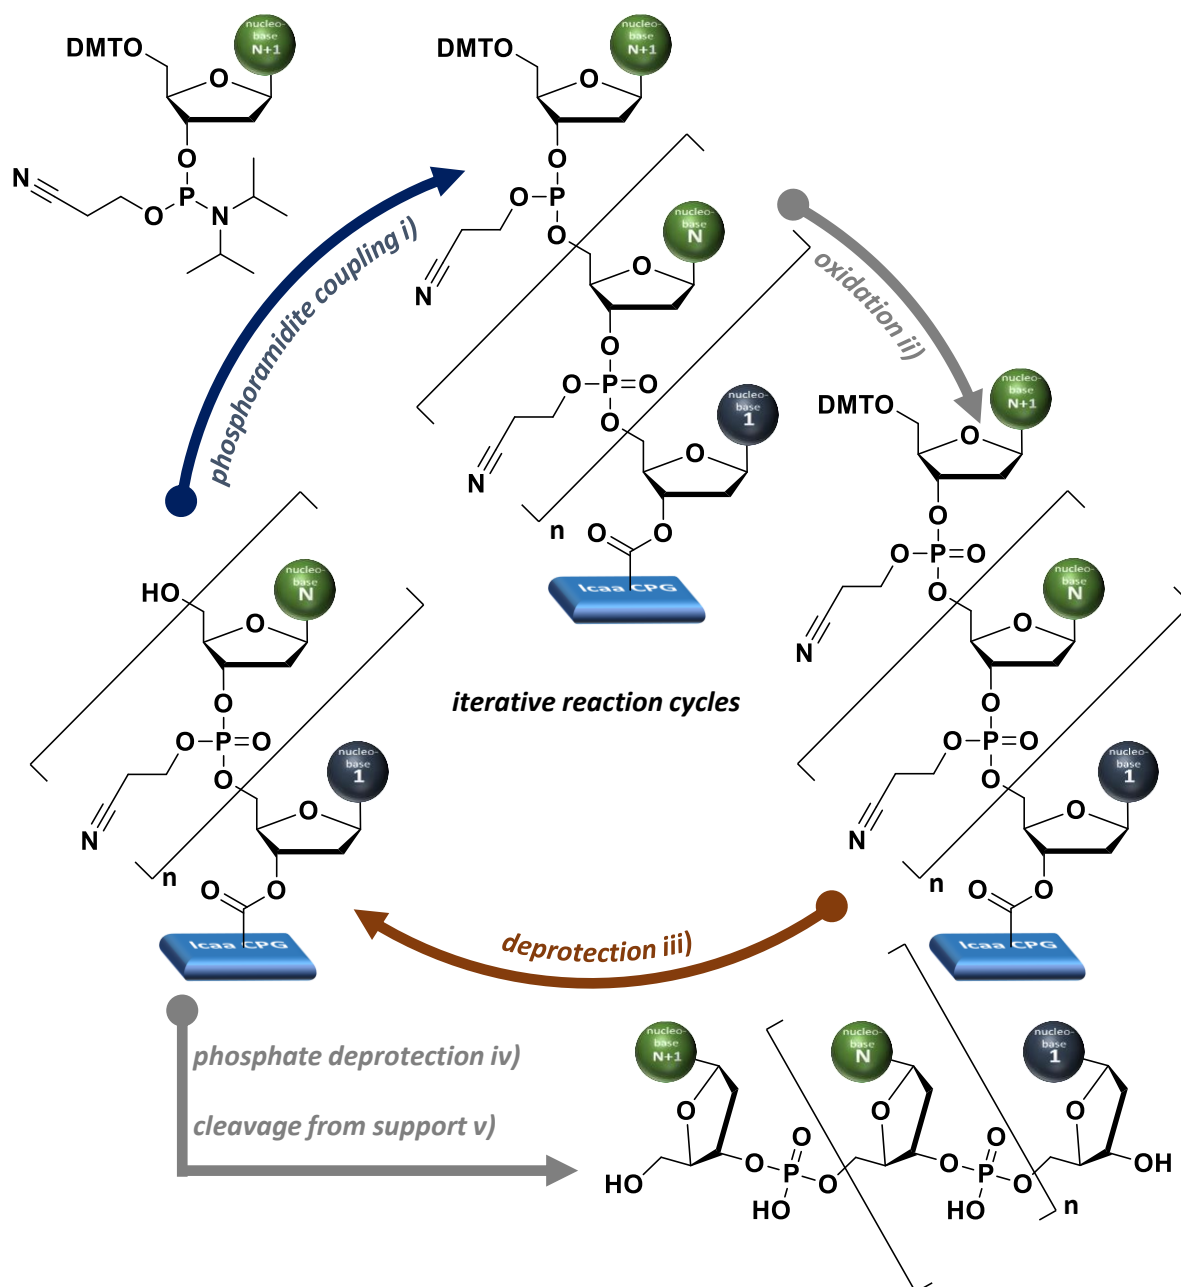 nucleo-
base
N+1
DMTO
O
O
N
O
P
N
phosphoramidite coupling i)
nucleo-
base
N+1
DMTO
O
O
O
P
O
N
nucleo-
base
N
O
O
O
P
O
O
N
nucleo-
base
1
O
n
O
O
lcaa CPG
oxidation ii)
nucleo-
base
N+1
DMTO
O
O
O
P
O
O
N
nucleo-
base
N
O
O
O
P
O
O
N
nucleo-
base
1
O
n
O
O
lcaa CPG
iterative reaction cycles
nucleo-
base
N
HO
O
O
O
P
O
O
N
nucleo-
base
1
O
n
O
O
lcaa CPG
deprotection iii)
phosphate deprotection iv)
cleavage from support v)
nucleo-
base
N+1
nucleo-
base
N
nucleo-
base
1
O
O
O
O
O
HO
O
P
O
O
P
O
OH
HO
HO
n